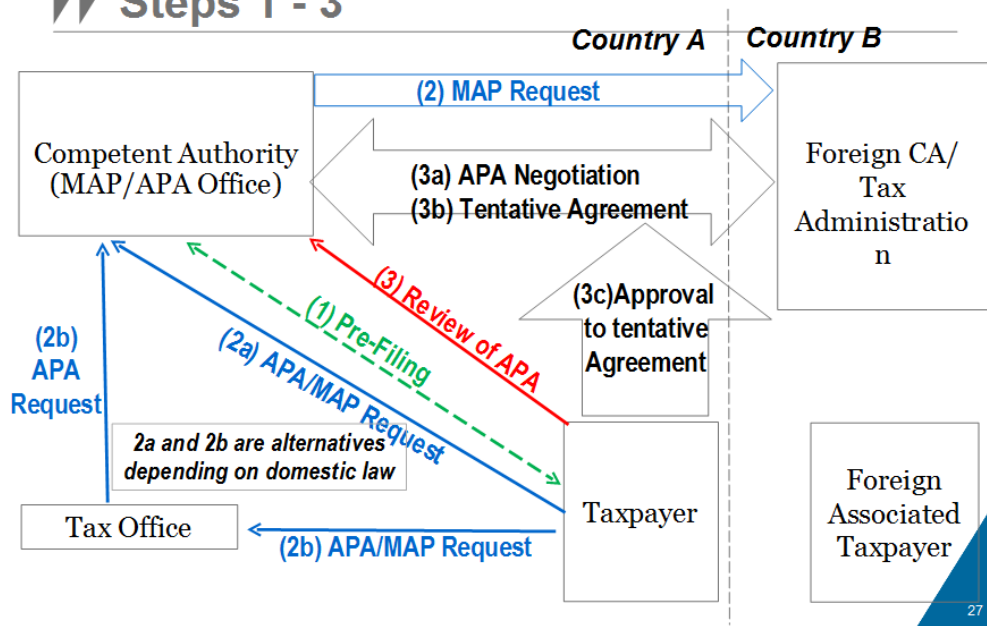 Steps 1 - 3
Country A
Country B
(2) MAP Request
Competent Authority
(MAP/APA Office)
Foreign CA/
Tax
Administratio
n
(3a) APA Negotiation
(3b) Tentative Agreement
(3) Review of APA
(1) Pre-Filing
(2a) APA/MAP Request
(3c)Approval
to tentative
Agreement
(2b)
APA
Request
2a and 2b are alternatives
depending on domestic law
Tax Office
(2b) APA/MAP Request
Taxpayer
Foreign
Associated
Taxpayer
27